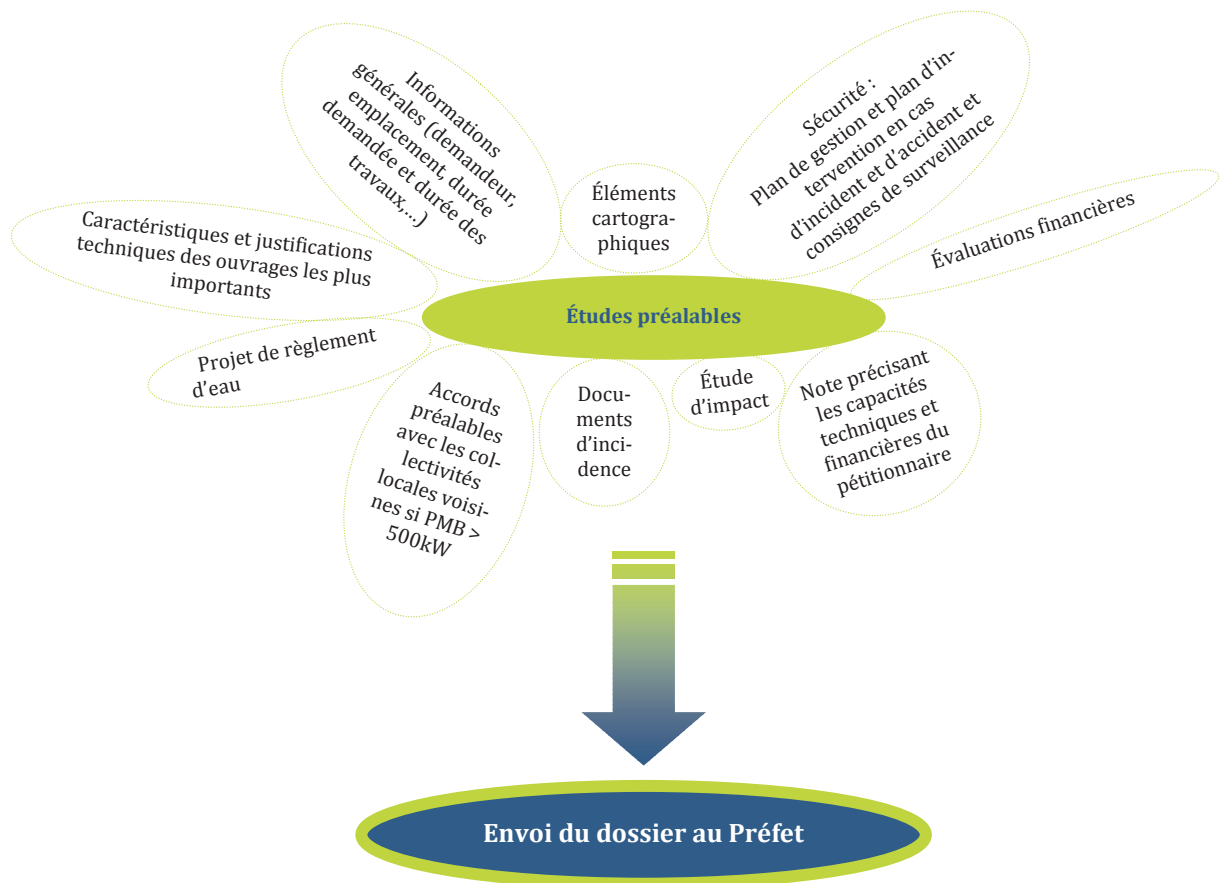 Informations
générales (demandeur,
emplacement, durée
demandée et durée des
travaux,...)
Éléments
cartogra-
phiques
Sécurité :
Plan de gestion et plan d'in-
tervention en cas
d'incident et d'accident et
consignes de surveillance
Caractéristiques et justifications
techniques des ouvrages les plus
importants
Évaluations financières
Études préalables
Projet de règlement
d'eau
Accords
préalables
avec les col-
lectivités
locales voisi-
nes si PMB >
500kW
Docu-
ments
d'inci-
dence
Étude
d'impact
Note précisant
les capacités
techniques et
financières du
pétitionnaire
Envoi du dossier au Préfet